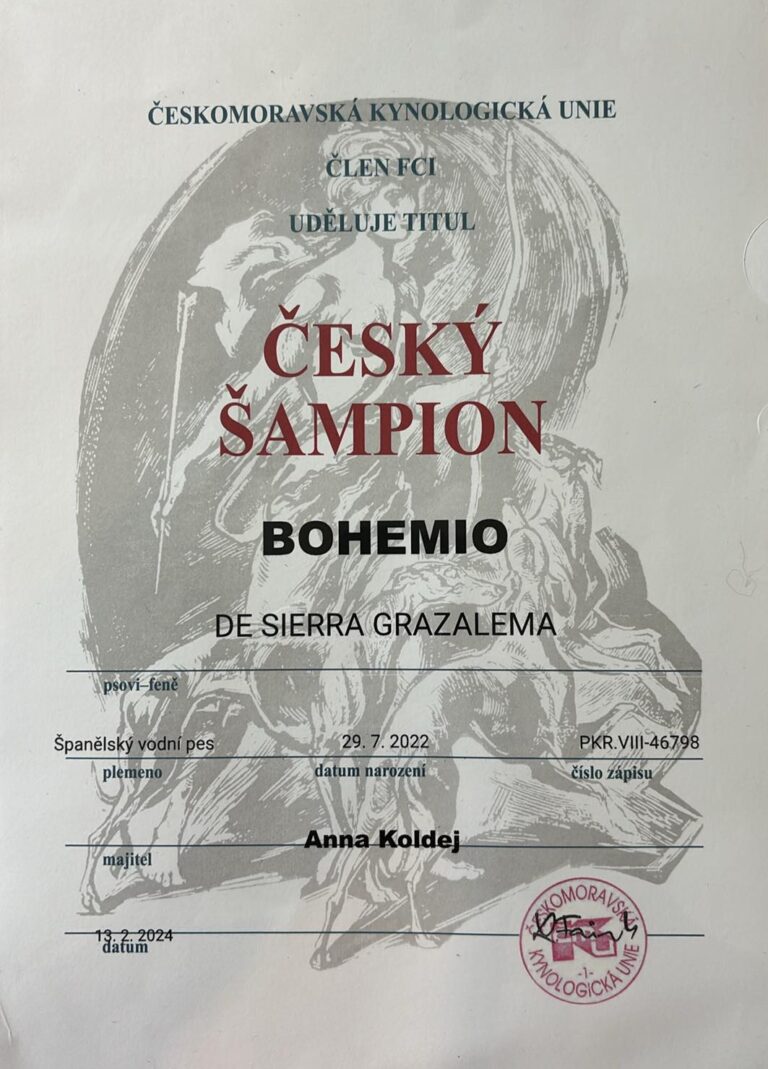 ČESKOMORAVSKÁ KYNOLOGICKÁ UNIE
ČLEN FCI
UDĚLUJE TITUL
ČESKÝ
ŠAMPION
BOHEMIO
DE SIERRA GRAZALEMA
psovi–feně
Španělský vodní pes 29. 7. 2022 PKR.VIII-46798
plemeno datum narození číslo zápisu
Anna Koldej
majitel
13. 2. 2024
datum
ČESKOMORAVSKÁ
KYNOLOGICKÁ UNIE
-1-